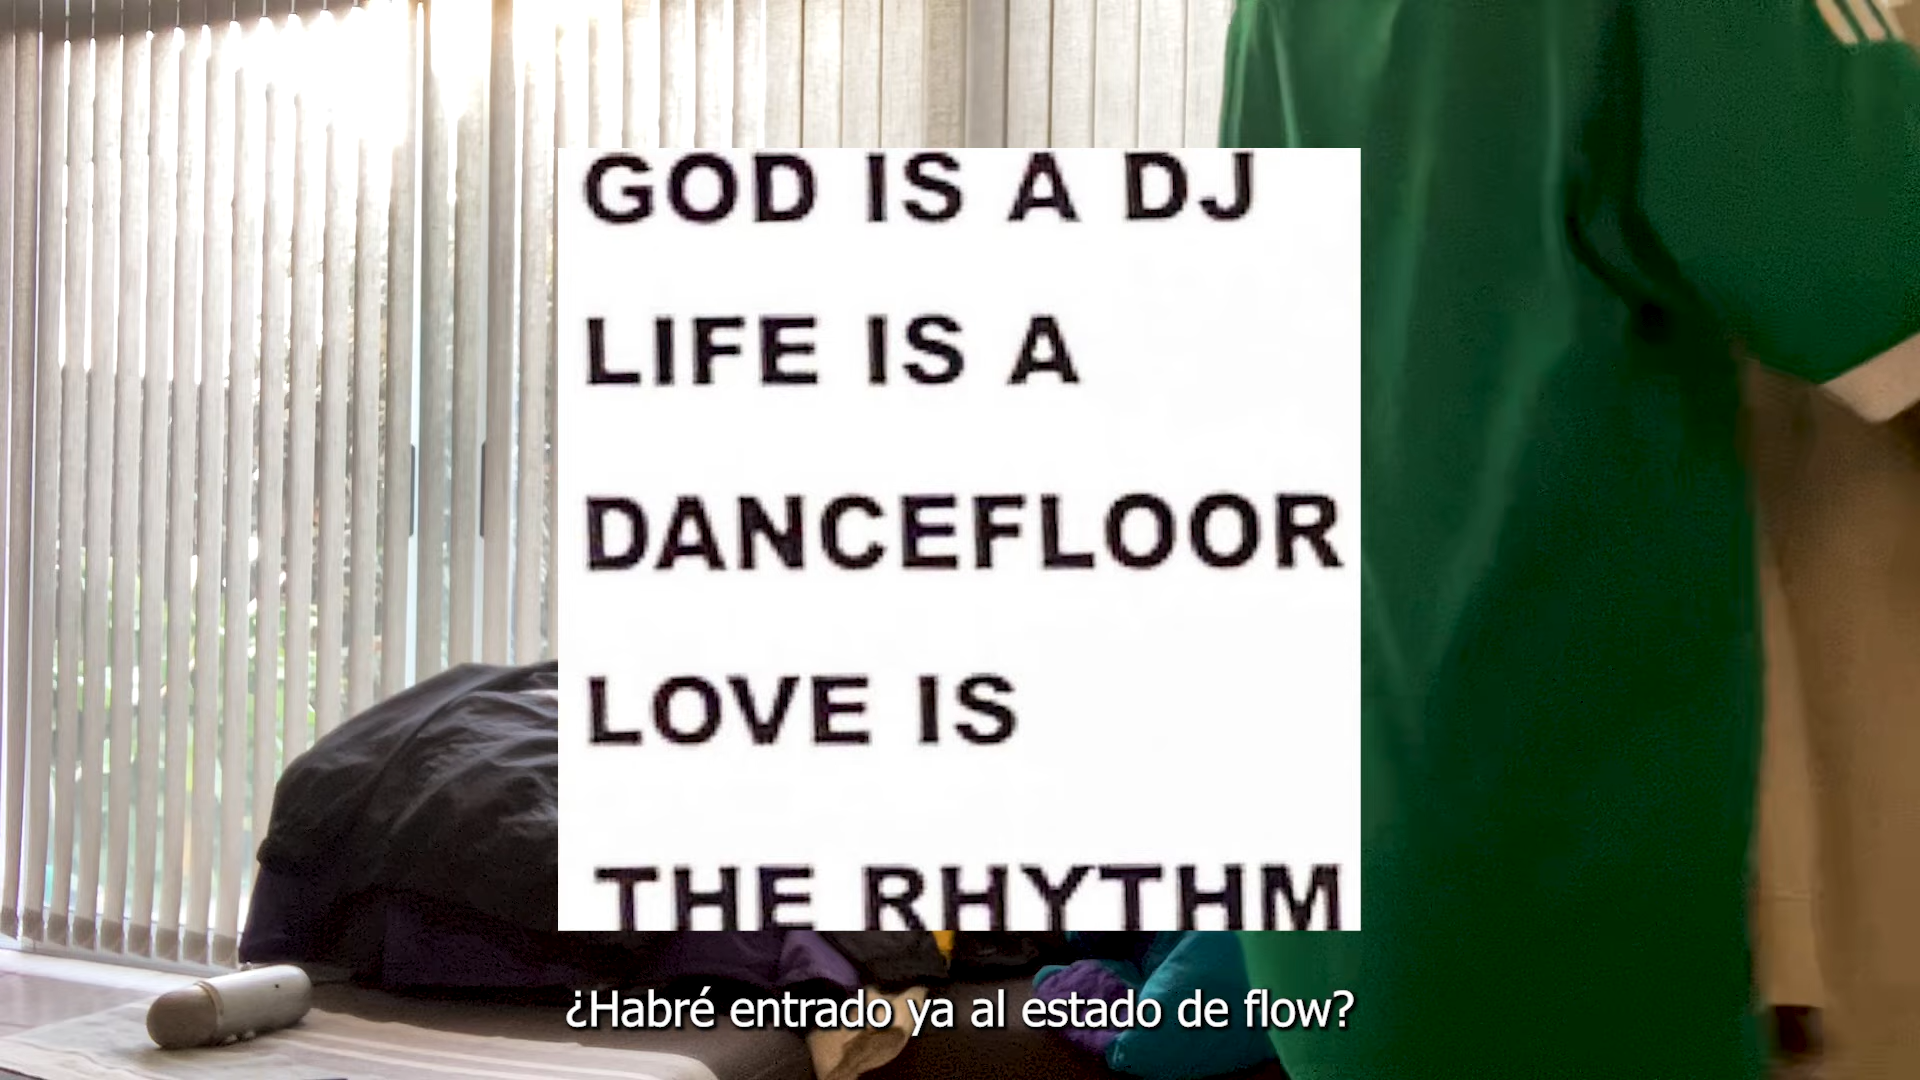 GOD IS A DJ
LIFE IS A
DANCEFLOOR
LOVE IS
THE RHYTHM
¿Habré entrado ya al estado de flow?